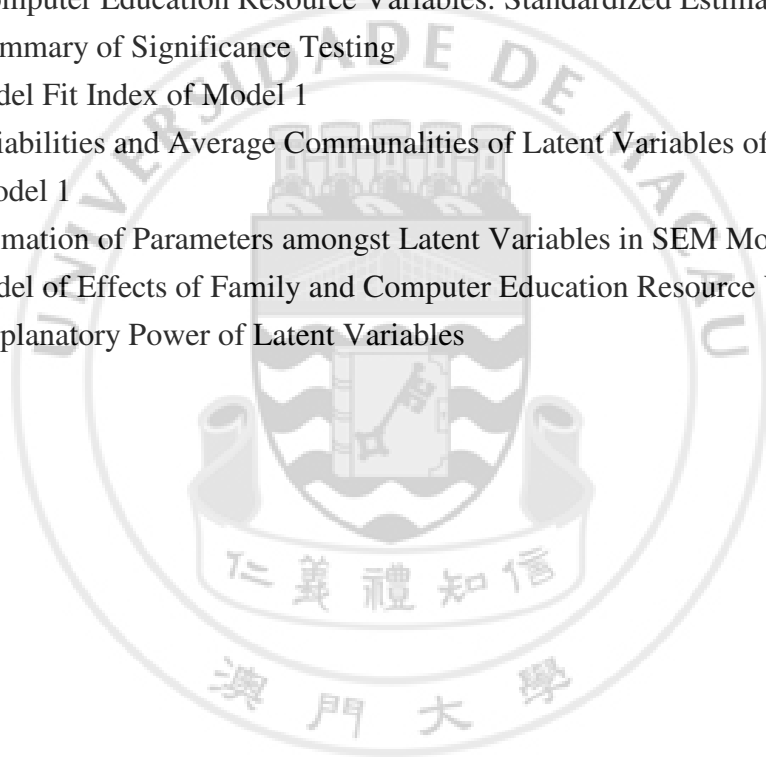 omputer Education Resource Variables: Standardized Estima
mmary of Significance Testing
del Fit Index of Model 1
iabilities and Average Communalities of Latent Variables of
odel 1
mation of Parameters amongst Latent Variables in SEM Mo
del of Effects of Family and Computer Education Resource
planatory Power of Latent Variables
UNIVERSIDADE DE MACAU
仁義禮知信
澳門大學